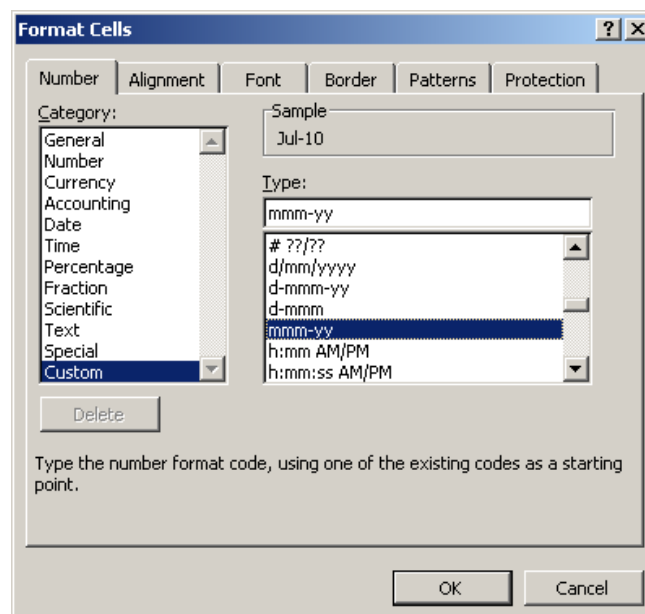 Format Cells
Number Alignment Font Border Patterns Protection
Category:
General
Number
Currency
Accounting
Date
Time
Percentage
Fraction
Scientific
Text
Special
Custom
Sample
Jul-10
Type:
mmm-yy
# ??/??
d/mm/yyyy
d-mmm-yy
d-mmm
mmm-yy
h:mm AM/PM
h:mm:ss AM/PM
Delete
Type the number format code, using one of the existing codes as a starting
point.
OK Cancel